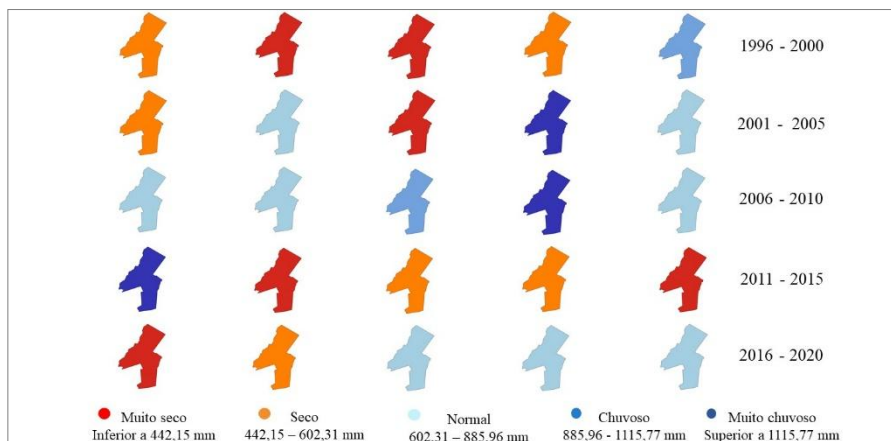 1996 - 2000
2001 - 2005
2006 - 2010
2011 - 2015
2016 - 2020
Muito seco Seco Normal Chuvoso Muito chuvoso
Inferior a 442,15 mm 442,15 – 602,31 mm 602,31 – 885,96 mm 885,96 - 1115,77 mm Superior a 1115,77 mm